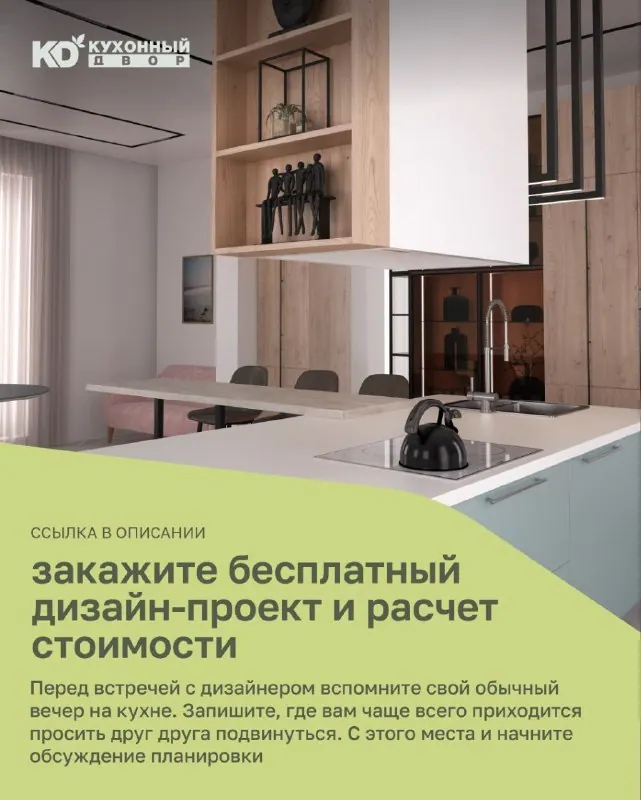 KD КУХОННЫЙ
ДВОР
ССЫЛКА В ОПИСАНИИ
закажите бесплатный
дизайн-проект и расчет
стоимости
Перед встречей с дизайнером вспомните свой обычный
вечер на кухне. Запишите, где вам чаще всего приходится
просить друг друга подвинуться. С этого места и начните
обсуждение планировки